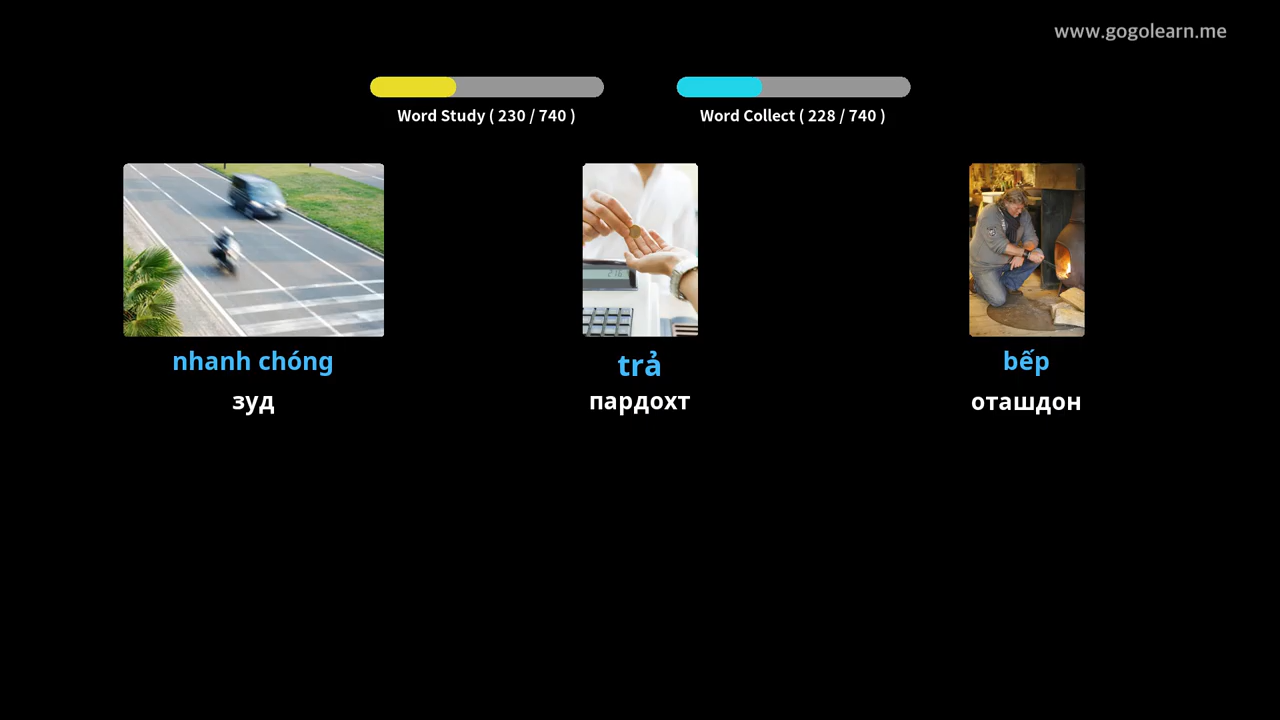 www.gogolearn.me
Word Study ( 230 / 740 )
Word Collect ( 228 / 740 )
nhanh chóng
зуд
trả
пардохт
bếp
оташдон